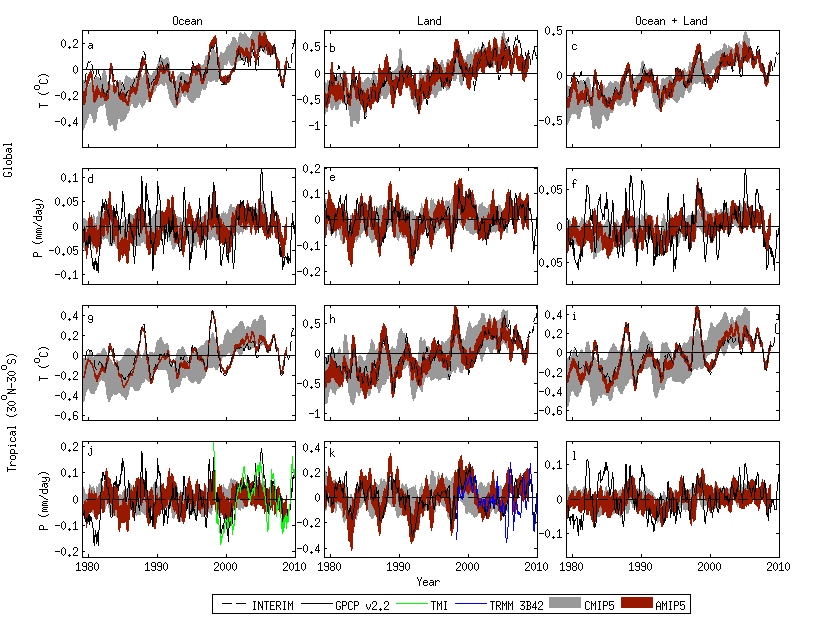 Ocean Land Ocean + Land
a b c
0.2 0 −0.2 −0.4
0.5 0 −0.5 −1
0.5 0 −0.5
T (°C)
Global
d e f
0.1 0.05 0 −0.05 −0.1
0.2 0.1 0 −0.1 −0.2
0.05 0 0.05
P (mm/day)
g h i
0.4 0.2 0 −0.2 −0.4 −0.6
0.5 0 −0.5 −1
0.4 0.2 0 −0.2 −0.4 −0.6
T (°C)
Tropical (30°N−30°S)
j k l
0.2 0.1 0 −0.1 −0.2
0.4 0.2 0 −0.2 −0.4
0.1 0 0.1
P (mm/day)
1980 1990 2000 2010 1980 1990 2000 2010 1980 1990 2000 2010
Year
INTERIM GPCP v2.2 TMI TRMM 3B42 CMIP5 AMIP5